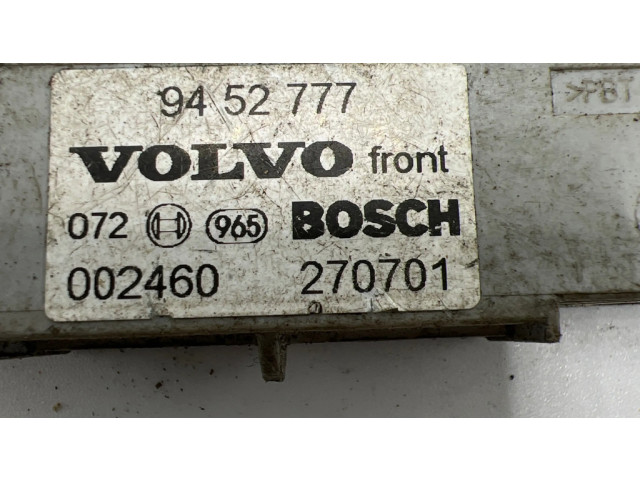 94 52 777
VOLVO front
072 965 BOSCH
002460 270701
>PBT